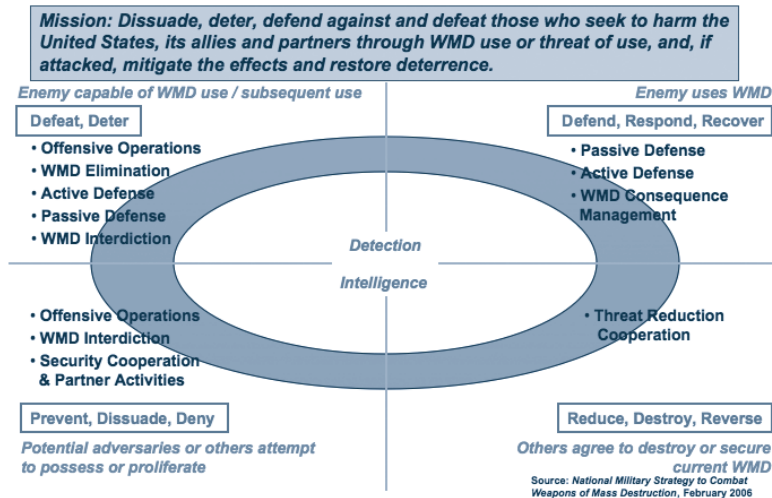 Mission: Dissuade, deter, defend against and defeat those who seek to harm the
United States, its allies and partners through WMD use or threat of use, and, if
attacked, mitigate the effects and restore deterrence.
Enemy capable of WMD use / subsequent use
Enemy uses WMD
Defeat, Deter
• Offensive Operations
• WMD Elimination
• Active Defense
• Passive Defense
• WMD Interdiction
Defend, Respond, Recover
• Passive Defense
• Active Defense
• WMD Consequence
Management
Detection
Intelligence
• Offensive Operations
• WMD Interdiction
• Security Cooperation
& Partner Activities
• Threat Reduction
Cooperation
Prevent, Dissuade, Deny
Potential adversaries or others attempt
to possess or proliferate
Reduce, Destroy, Reverse
Others agree to destroy or secure
current WMD
Source: National Military Strategy to Combat
Weapons of Mass Destruction, February 2006